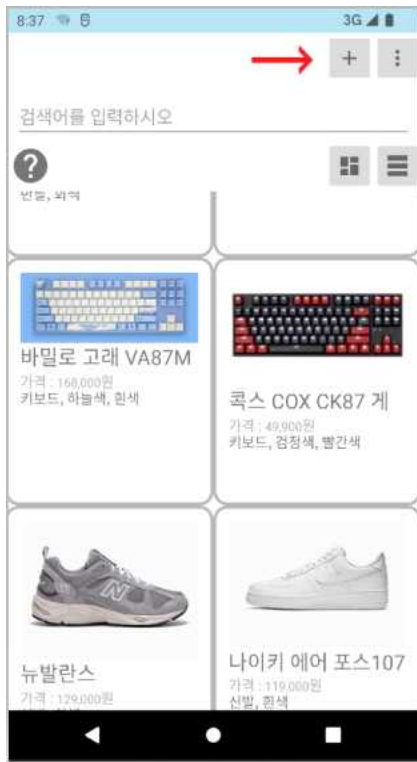 8:37
3G
검색어를 입력하시오
바밀로 고래 VA87M
가격 : 168,000원
키보드, 하늘색, 흰색
콕스 COX CK87 게
가격 : 49,900원
키보드, 검정색, 빨간색
뉴발란스
가격 : 129,000원
나이키 에어 포스107
가격 : 119,000원
신발, 흰색